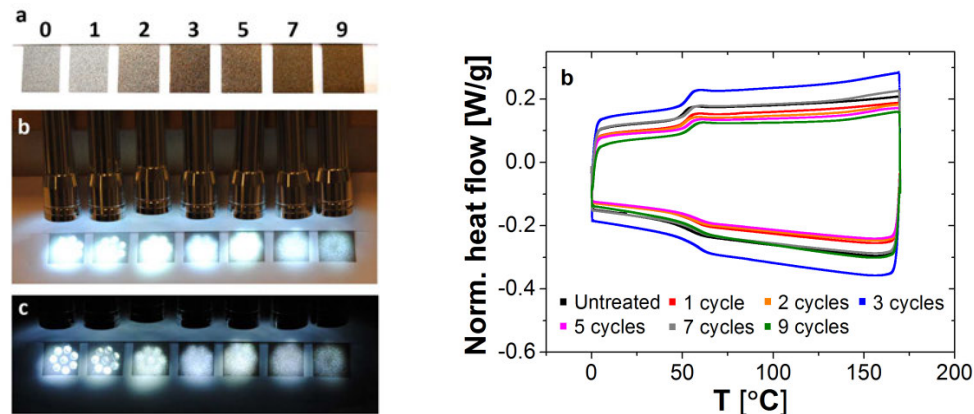 a 0 1 2 3 5 7 9
b
c
b
Norm. heat flow [W/g]
0.2
0.0
-0.2
-0.4
-0.6
Untreated 1 cycle 2 cycles 3 cycles
5 cycles 7 cycles 9 cycles
0 50 100 150 200
T [°C]